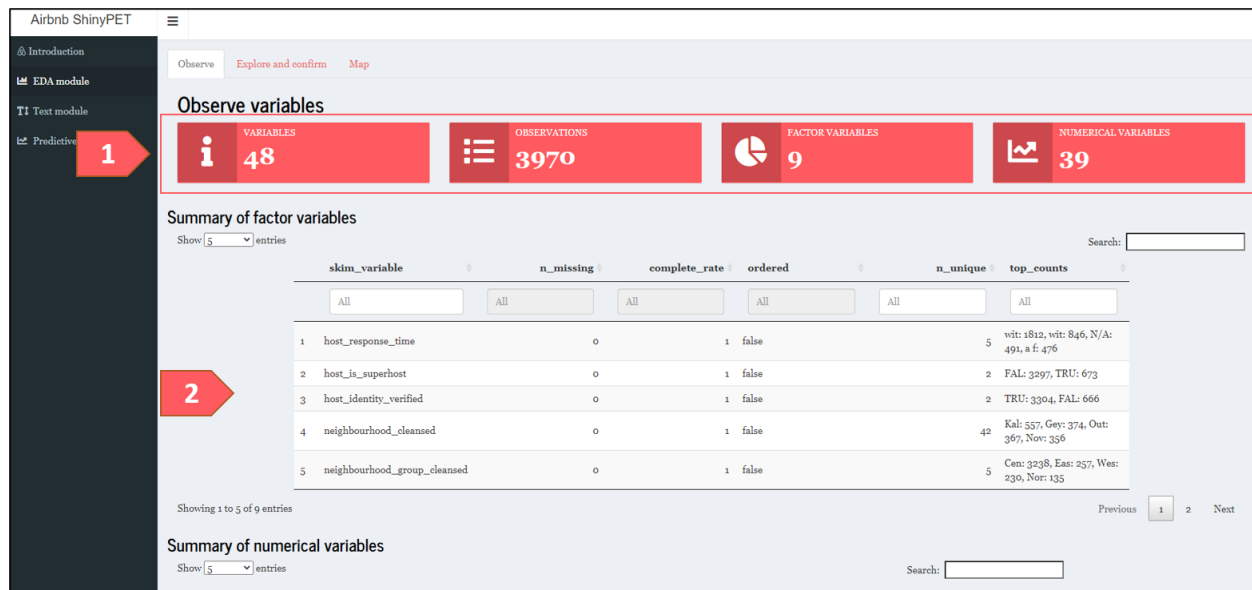 Airbnb ShinyPET
Introduction
EDA module
Text module
Predictive
Observe Explore and confirm Map
Observe variables
1
VARIABLES
48
OBSERVATIONS
3970
FACTOR VARIABLES
9
NUMERICAL VARIABLES
39
Summary of factor variables
Show 5 entries Search:
skim_variable n_missing complete_rate ordered n_unique top_counts
All All All All All All
1 host_response_time 0 1 false 5 wit: 1812, wit: 846, N/A:
491, a f: 476
2 host_is_superhost 0 1 false 2 FAL: 3297, TRU: 673
2
3 host_identity_verified 0 1 false 2 TRU: 3304, FAL: 666
4 neighbourhood_cleansed 0 1 false 42 Kal: 557, Gey: 374, Out:
367, Nov: 356
5 neighbourhood_group_cleansed 0 1 false 5 Cen: 3238, Eas: 257, Wes:
230, Nor: 135
Showing 1 to 5 of 9 entries Previous 1 2 Next
Summary of numerical variables
Show 5 entries Search: